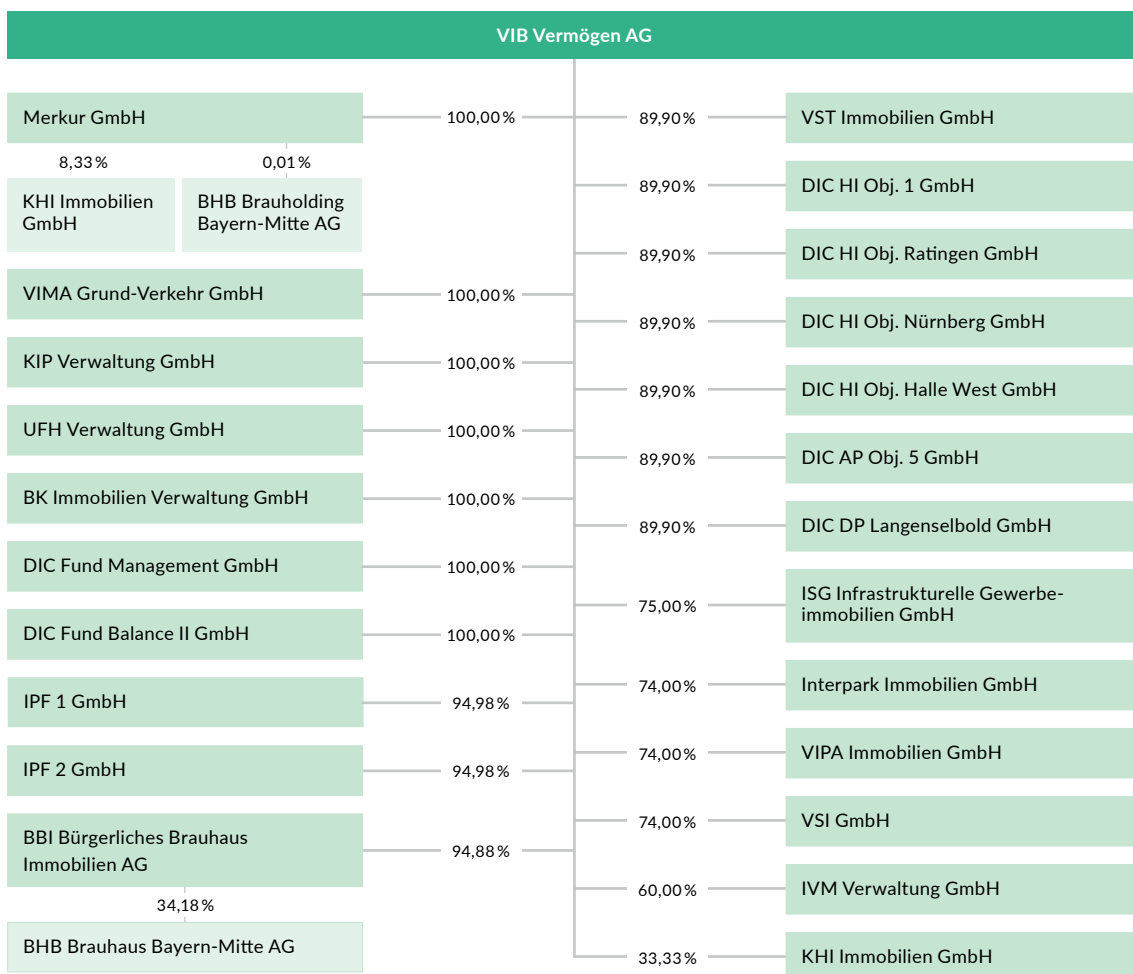 VIB Vermögen AG
Merkur GmbH
100,00 %
8,33 %
0,01 %
KHI Immobilien
GmbH
BHB Brauholding
Bayern-Mitte AG
VIMA Grund-Verkehr GmbH
100,00 %
KIP Verwaltung GmbH
100,00 %
UFH Verwaltung GmbH
100,00 %
BK Immobilien Verwaltung GmbH
100,00 %
DIC Fund Management GmbH
100,00 %
DIC Fund Balance II GmbH
100,00 %
IPF 1 GmbH
94,98 %
IPF 2 GmbH
94,98 %
BBI Bürgerliches Brauhaus
Immobilien AG
94,88 %
34,18 %
BHB Brauhaus Bayern-Mitte AG
89,90 %
VST Immobilien GmbH
89,90 %
DIC HI Obj. 1 GmbH
89,90 %
DIC HI Obj. Ratingen GmbH
89,90 %
DIC HI Obj. Nürnberg GmbH
89,90 %
DIC HI Obj. Halle West GmbH
89,90 %
DIC AP Obj. 5 GmbH
89,90 %
DIC DP Langenselbold GmbH
75,00 %
ISG Infrastrukturelle Gewerbe-
immobilien GmbH
74,00 %
Interpark Immobilien GmbH
74,00 %
VIPA Immobilien GmbH
74,00 %
VSI GmbH
60,00 %
IVM Verwaltung GmbH
33,33 %
KHI Immobilien GmbH